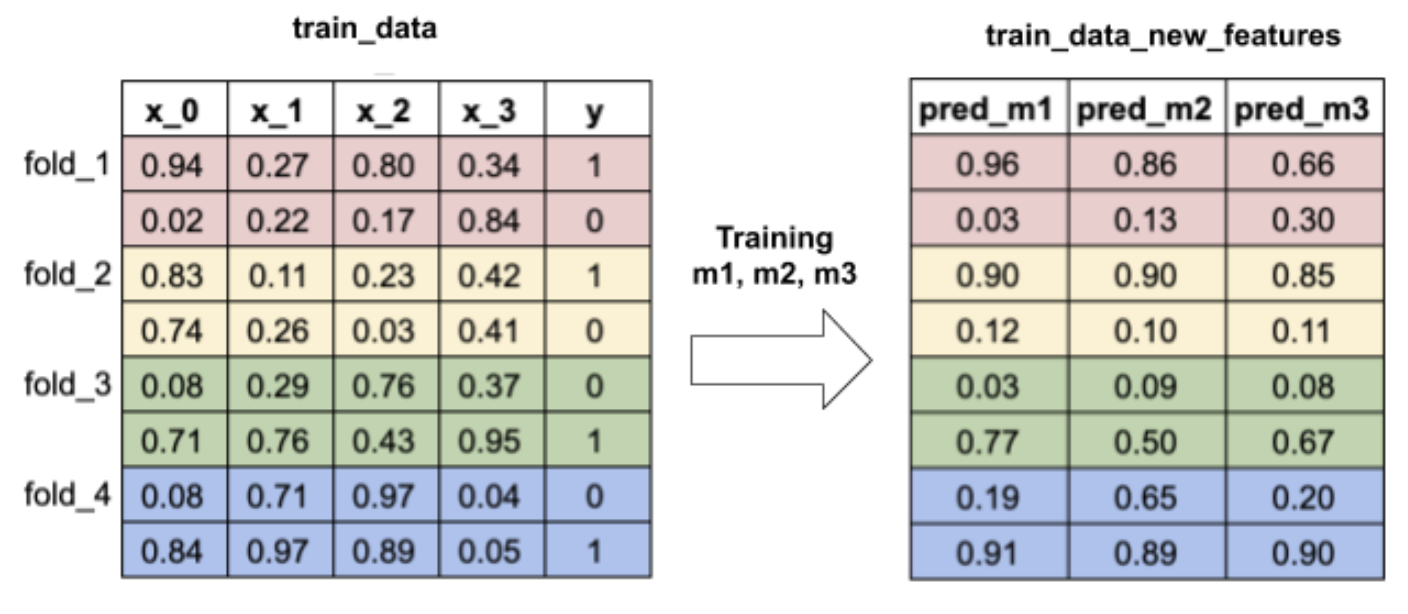 train_data
train_data_new_features
x_0 x_1 x_2 x_3 y
pred_m1 pred_m2 pred_m3
fold_1 0.94 0.27 0.80 0.34 1
0.96 0.86 0.66
0.02 0.22 0.17 0.84 0
0.03 0.13 0.30
Training
m1, m2, m3
fold_2 0.83 0.11 0.23 0.42 1
0.90 0.90 0.85
0.74 0.26 0.03 0.41 0
0.12 0.10 0.11
fold_3 0.08 0.29 0.76 0.37 0
0.03 0.09 0.08
0.71 0.76 0.43 0.95 1
0.77 0.50 0.67
fold_4 0.08 0.71 0.97 0.04 0
0.19 0.65 0.20
0.84 0.97 0.89 0.05 1
0.91 0.89 0.90